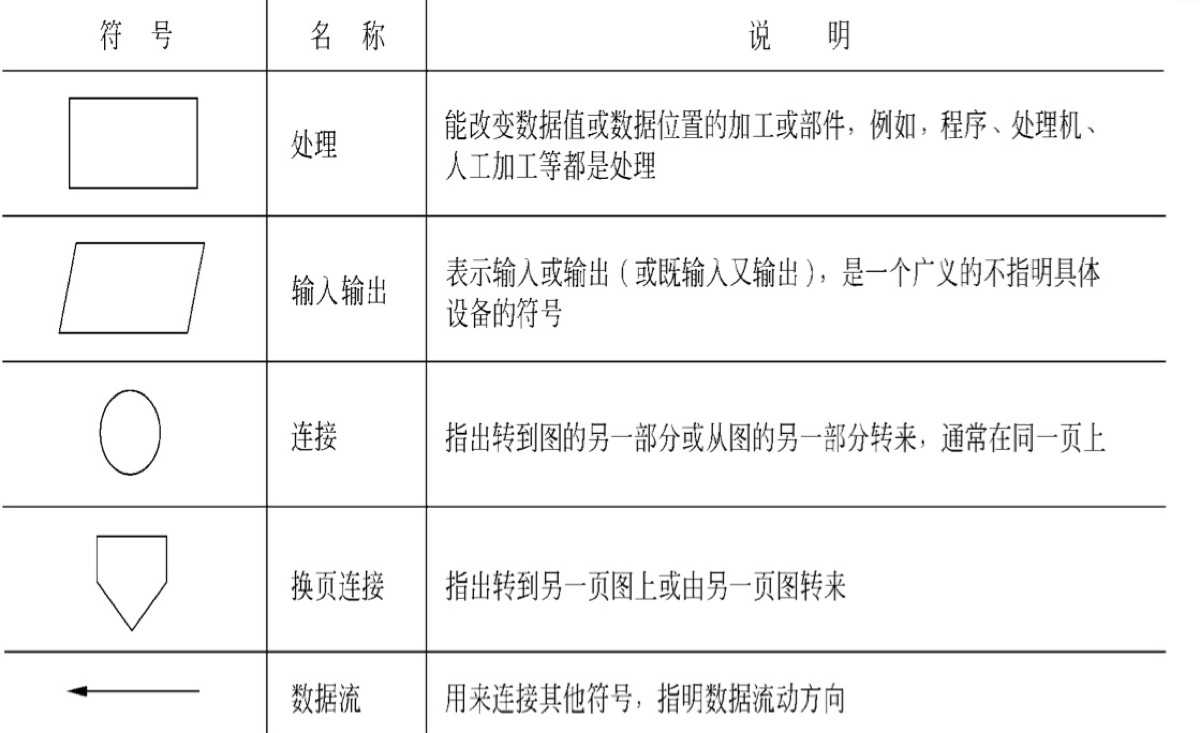 符 号 名 称 说 明
处理
能改变数据值或数据位置的加工或部件，例如，程序、处理机、
人工加工等都是处理
输入输出
表示输入或输出（或既输入又输出），是一个广义的不指明具体
设备的符号
连接
指出转到图的另一部分或从图的另一部分转来，通常在同一页上
换页连接
指出转到另一页图上或由另一页图转来
数据流
用来连接其他符号，指明数据流动方向